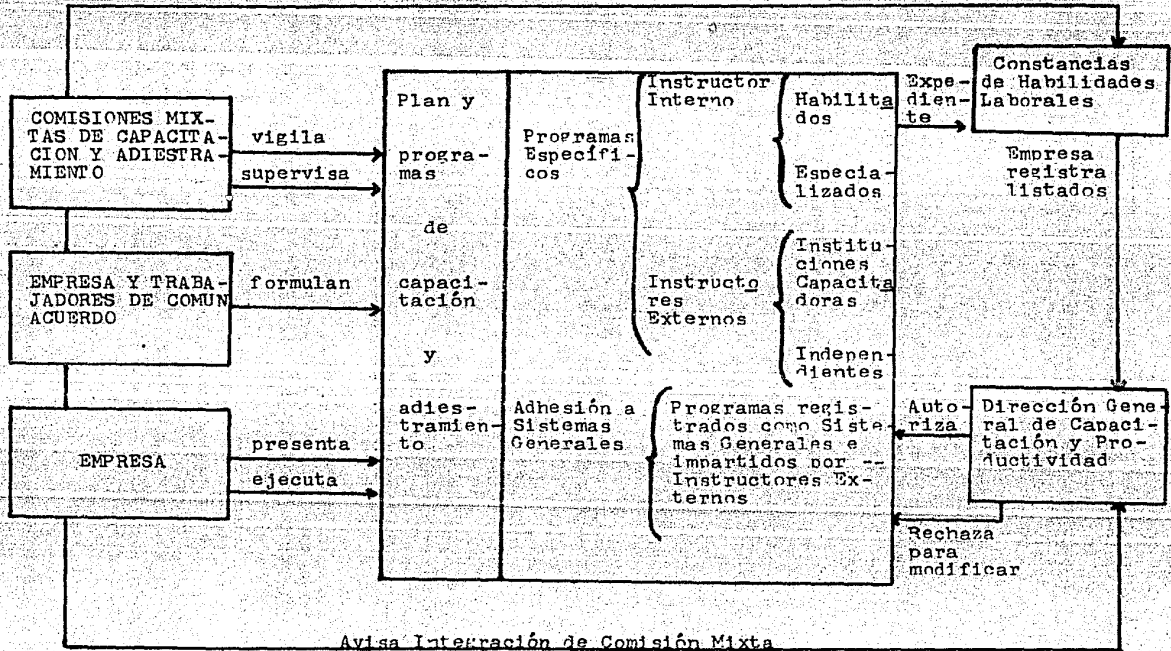 COMISIONES MIX-
TAS DE CAPACITA-
CION Y ADIESTRA-
MIENTO
vigila
supervisa
EMPRESA Y TRABA-
JADORES DE COMUN
ACUERDO
formulan
EMPRESA
presenta
ejecuta
Plan y
progra-
mas
de
capaci-
tación
y
adies-
tramien-
to
Programas
Específi-
cos
Instructor
Interno
Habilita
dos
Especia-
lizados
Instructo
res
Externos
Institu-
ciones
Capacita
doras
Indepen-
dientes
Adhesión a
Sistemas
Generales
Programas regis-
trados como Siste-
mas Generales e
impartidos por --
Instructores Ex-
ternos
Expe-
dien-
te
Constancias
de Habilidades
Laborales
Empresa
registra
listados
Auto-
riza
Dirección Gene-
ral de Capaci-
tación y Pro-
ductividad
Rechaza
para
modificar
Avisa Integración de Comisión Mixta